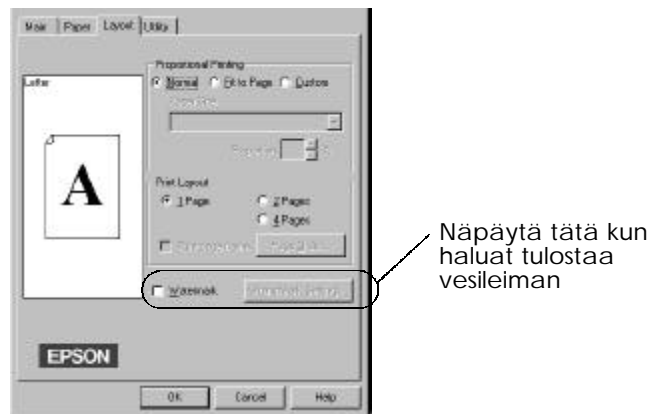 Main Paper Layout Utility
Letter
Proportional Printing
Normal Fit to Page Custom
A
Print Layout
1 Page 2 Pages
4 Pages
Watermark
Näpäytä tätä kun
haluat tulostaa
vesileiman
EPSON
OK Cancel Help